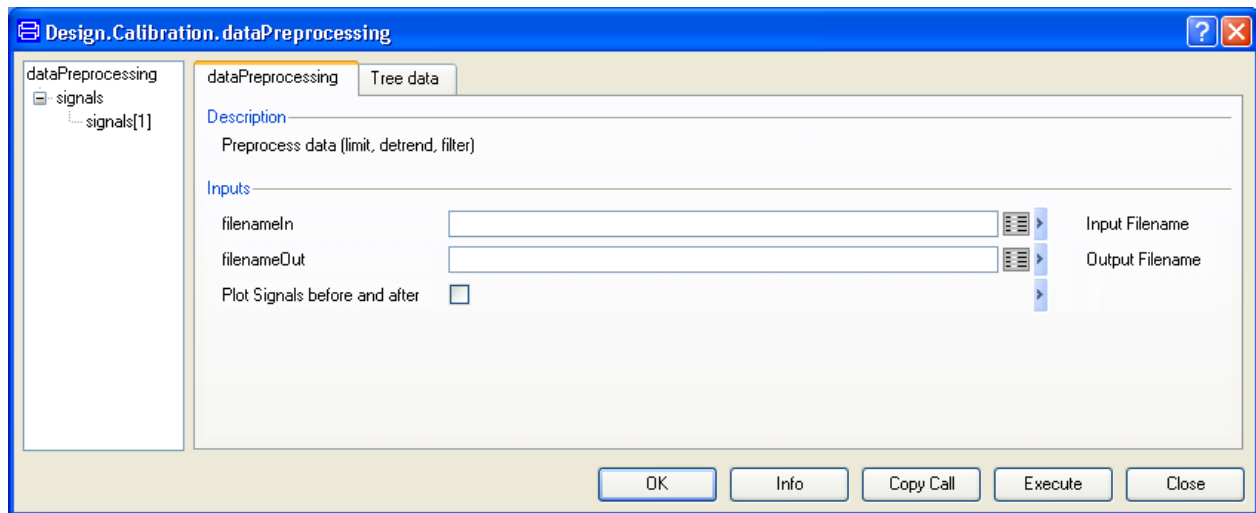 Design.Calibration.dataPreprocessing
dataPreprocessing
signals
signals[1]
dataPreprocessing Tree data
Description
Preprocess data (limit, detrend, filter)
Inputs
filenameIn Input Filename
filenameOut Output Filename
Plot Signals before and after
OK Info Copy Call Execute Close